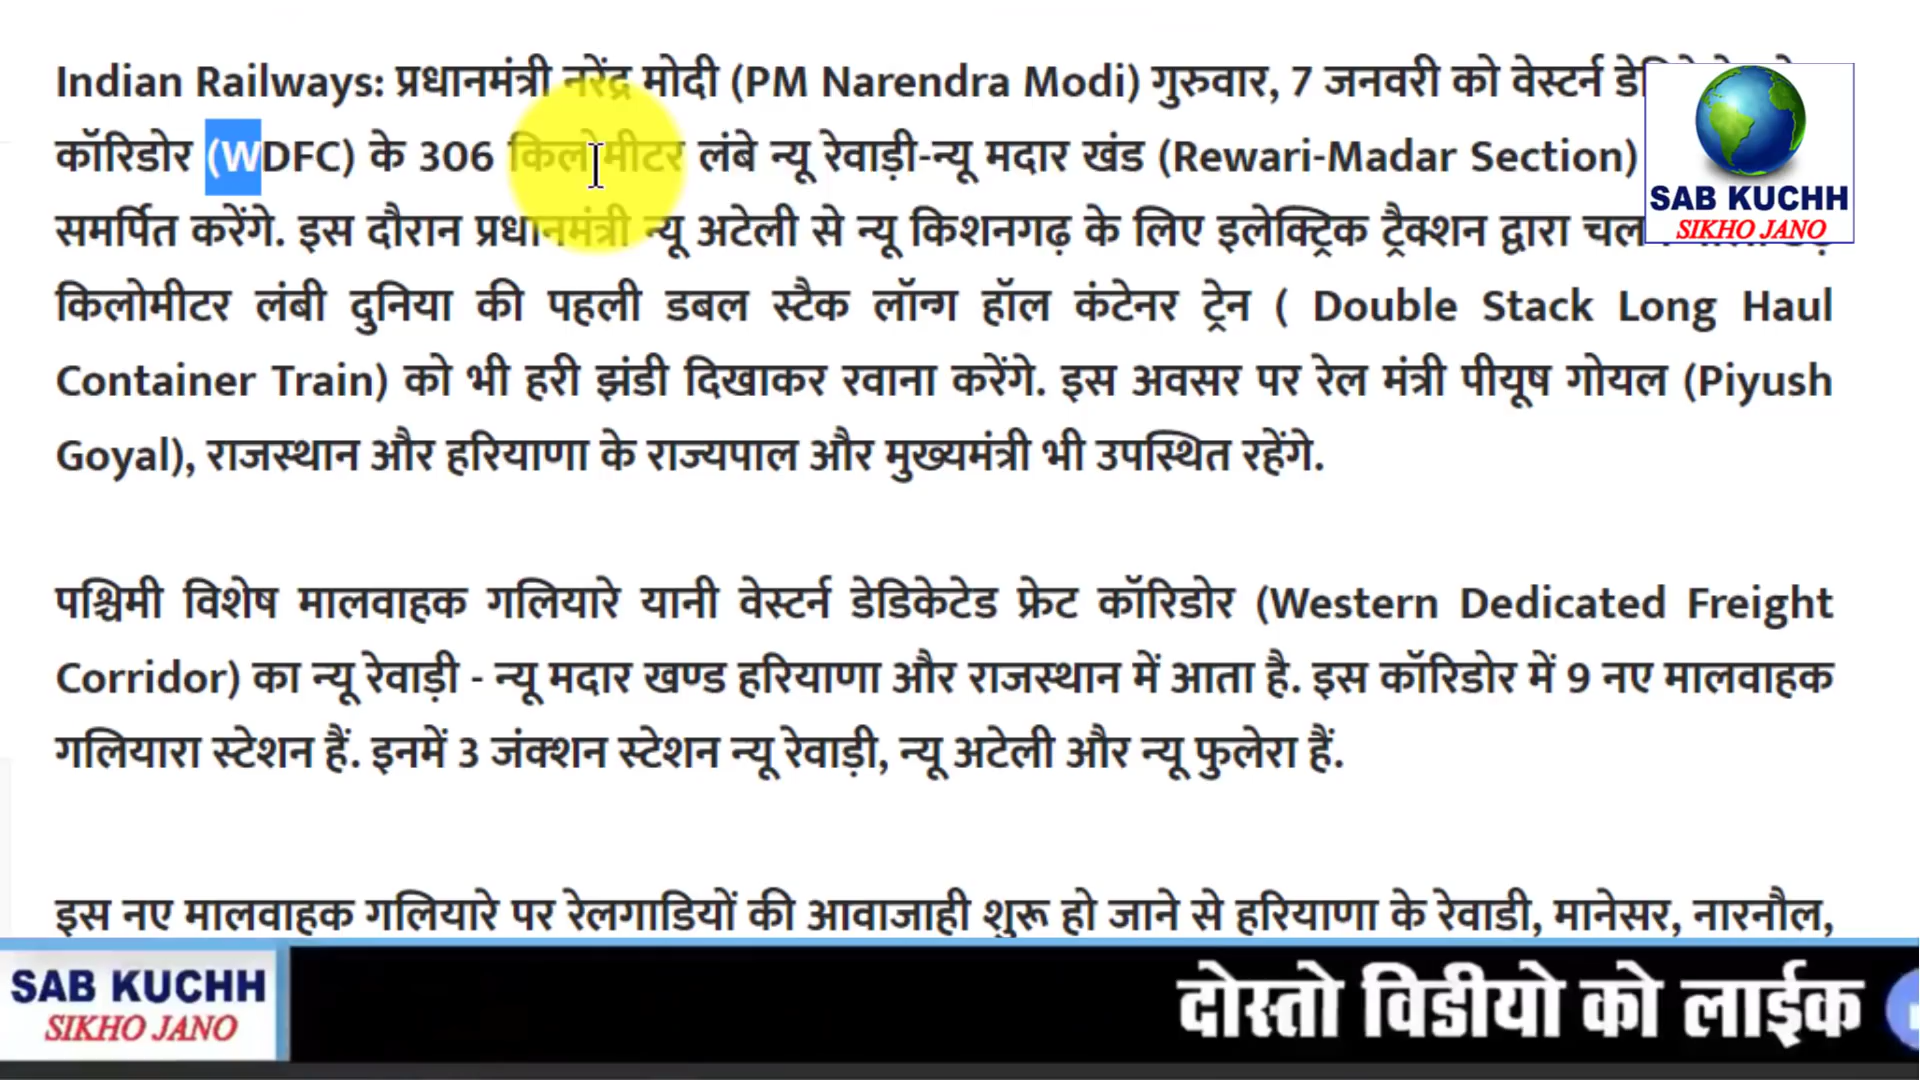 Indian Railways: प्रधानमंत्री नरेंद्र मोदी (PM Narendra Modi) गुरुवार, 7 जनवरी को वेस्टर्न
कॉरिडोर (WDFC) के 306 किलोमीटर लंबे न्यू रेवाड़ी-न्यू मदार खंड (Rewari-Madar Section)
समर्पित करेंगे. इस दौरान प्रधानमंत्री न्यू अटेली से न्यू किशनगढ़ के लिए इलेक्ट्रिक ट्रैक्शन द्वारा
किलोमीटर लंबी दुनिया की पहली डबल स्टैक लॉन्ग हॉल कंटेनर ट्रेन ( Double Stack Long Haul
Container Train) को भी हरी झंडी दिखाकर रवाना करेंगे. इस अवसर पर रेल मंत्री पीयूष गोयल (Piyush
Goyal), राजस्थान और हरियाणा के राज्यपाल और मुख्यमंत्री भी उपस्थित रहेंगे.
SAB KUCHH
SIKHO JANO
पश्चिमी विशेष मालवाहक गलियारे यानी वेस्टर्न डेडिकेटेड फ्रेट कॉरिडोर (Western Dedicated Freight
Corridor) का न्यू रेवाड़ी - न्यू मदार खण्ड हरियाणा और राजस्थान में आता है. इस कॉरिडोर में 9 नए मालवाहक
गलियारा स्टेशन हैं. इनमें 3 जंक्शन स्टेशन न्यू रेवाड़ी, न्यू अटेली और न्यू फुलेरा हैं.
इस नए मालवाहक गलियारे पर रेलगाडियों की आवाजाही शुरू हो जाने से हरियाणा के रेवाडी, मानेसर, नारनौल,
SAB KUCHH
SIKHO JANO
दोस्तो विडीयो को लाईक